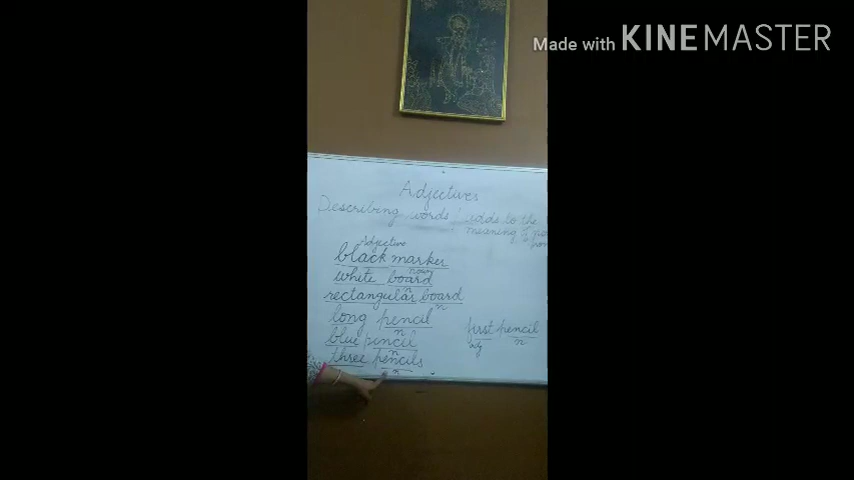 Made with KINEMASTER
Adjectives
Describing words / adds to the
meaning of
Adjective
black marker
noun
white board
n
rectangular board
n
long pencil
n
blue pencil
n
three pencils
n
first pencil
adj n